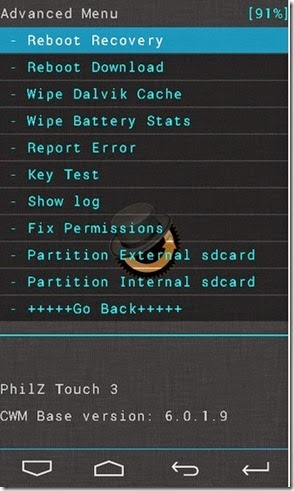 Advanced Menu [91%]
- Reboot Recovery
- Reboot Download
- Wipe Dalvik Cache
- Wipe Battery Stats
- Report Error
- Key Test
- Show log
- Fix Permissions
- Partition External sdcard
- Partition Internal sdcard
- +++++Go Back+++++
PhilZ Touch 3
CWM Base version: 6.0.1.9